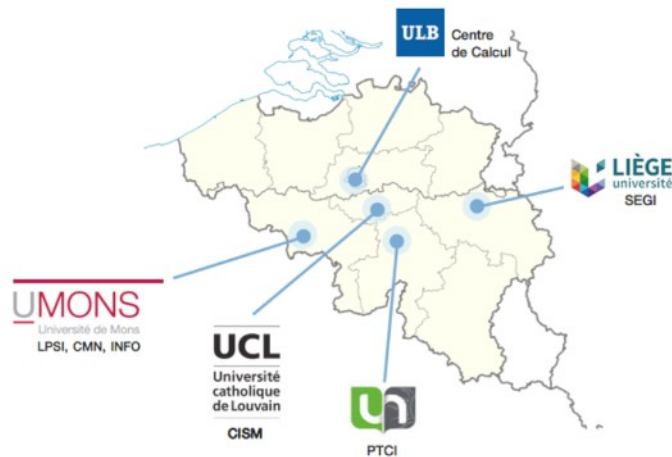 ULB
Centre
de Calcul
LIÈGE
université
SEGI
UMONS
Université de Mons
LPSI, CMN, INFO
UCL
Université
catholique
de Louvain
CISM
un
PTCI